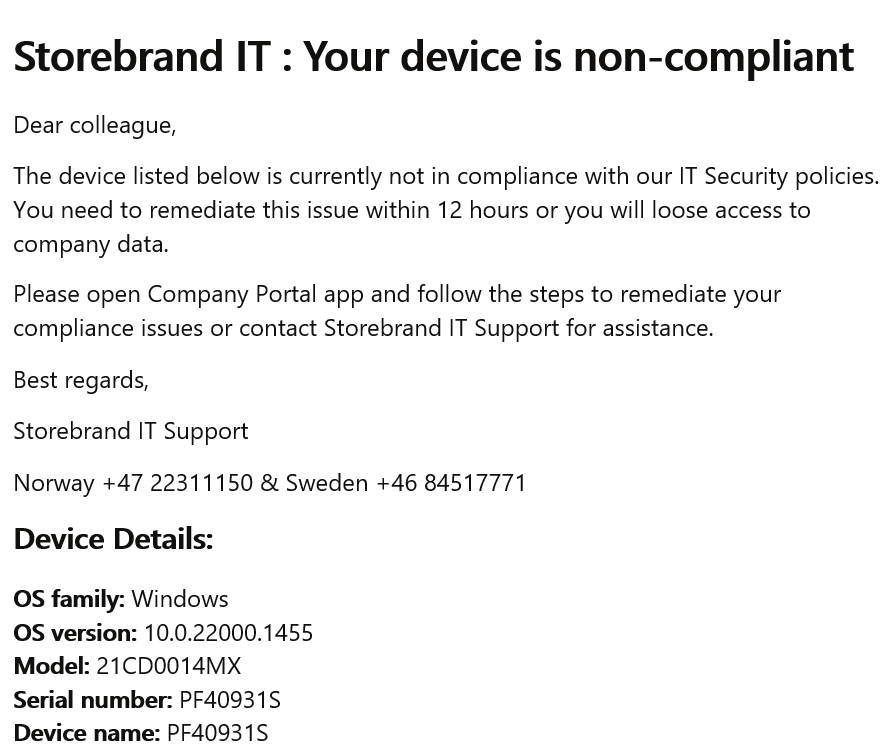 Storebrand IT : Your device is non-compliant
Dear colleague,
The device listed below is currently not in compliance with our IT Security policies.
You need to remediate this issue within 12 hours or you will loose access to
company data.
Please open Company Portal app and follow the steps to remediate your
compliance issues or contact Storebrand IT Support for assistance.
Best regards,
Storebrand IT Support
Norway +47 22311150 & Sweden +46 84517771
Device Details:
OS family: Windows
OS version: 10.0.22000.1455
Model: 21CD0014MX
Serial number: PF40931S
Device name: PF40931S